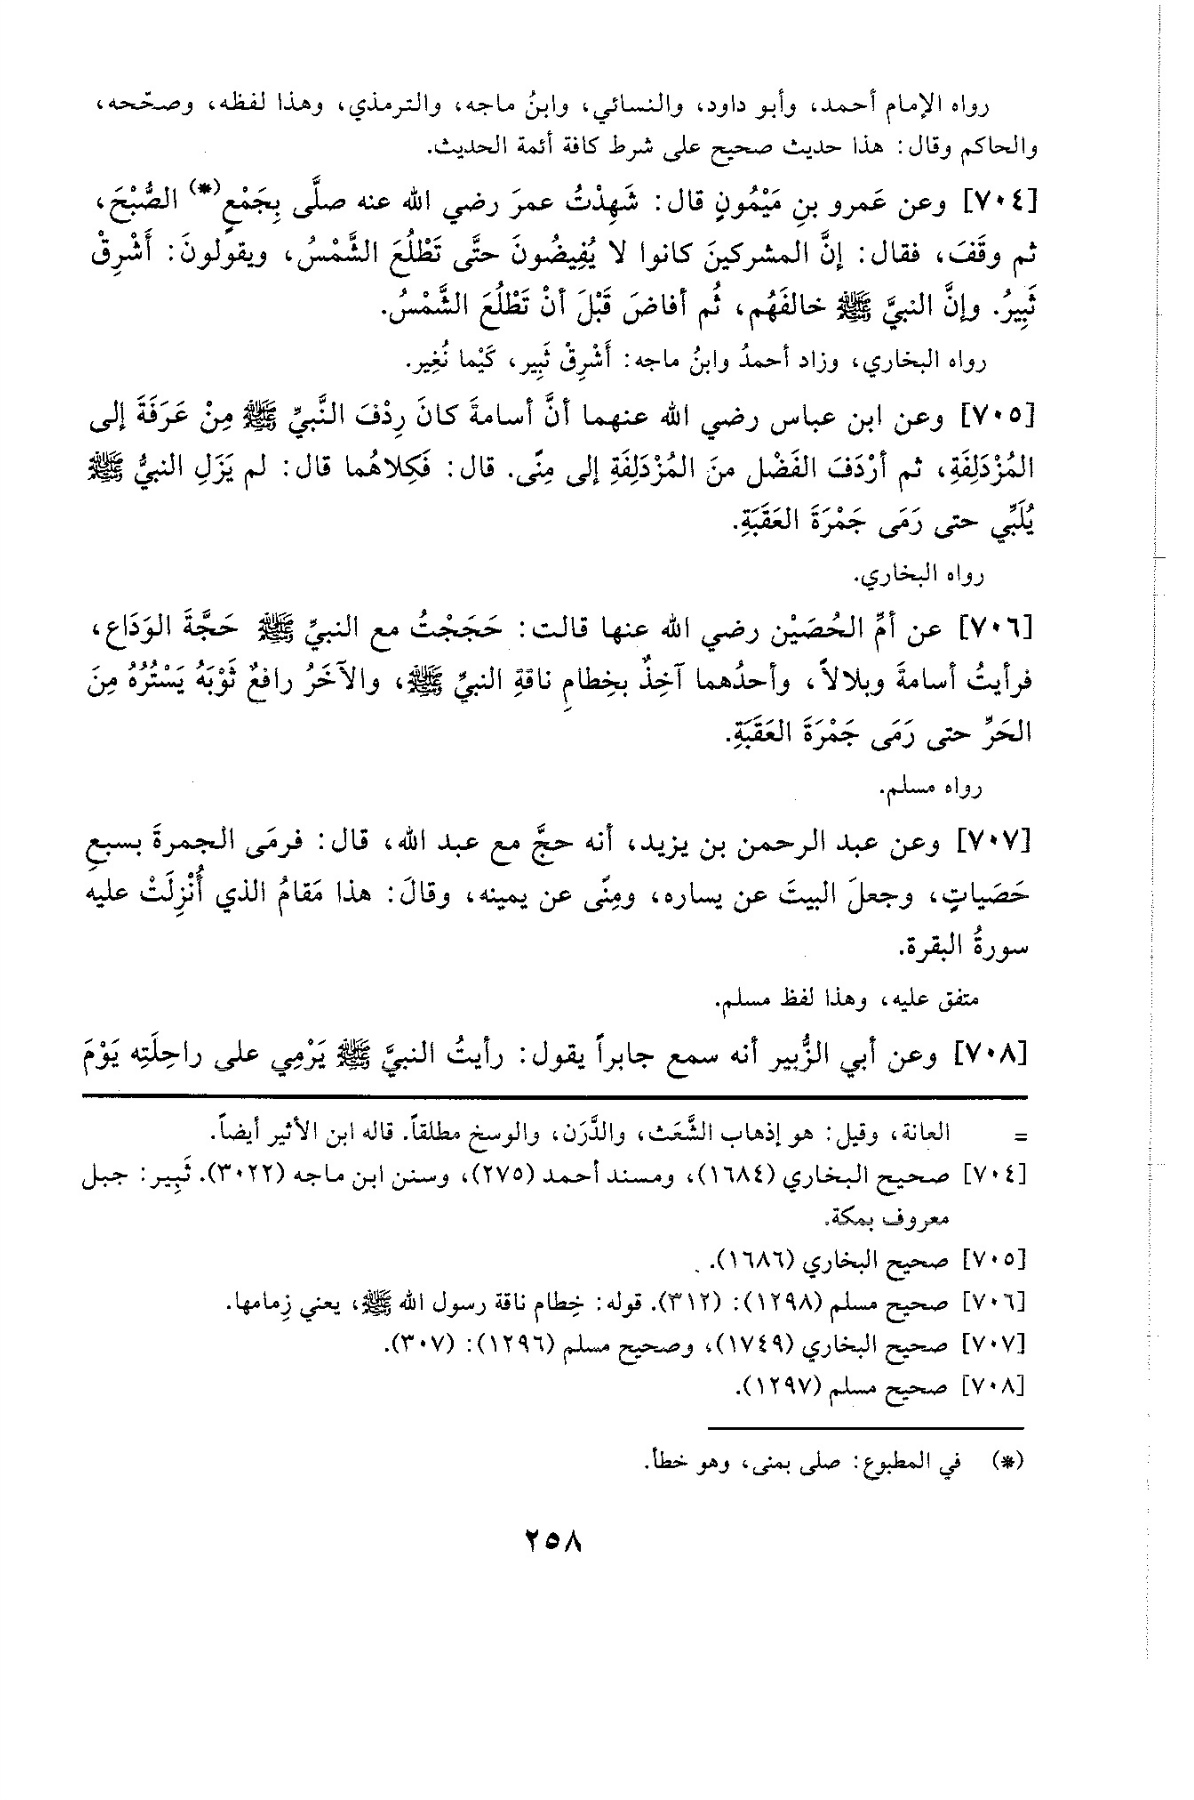 رواه الإمام أحمد، وأبو داود، والنسائي، وابنُ ماجه، والترمذي، وهذا لفظه، وصحّحه،
والحاكم وقال: هذا حديث صحيح على شرط كافة أئمة الحديث.
[٧٠٤] وعن عَمرو بنِ مَيْمُونٍ قال: شَهِدْتُ عمرَ رضي الله عنه صلَّى بِجَمْعٍ(*) الصُّبْحَ،
ثم وقَفَ، فقال: إنَّ المشركينَ كانوا لا يُفِيضُونَ حتَّى تَطْلُعَ الشَّمْسُ، ويقولونَ: أَشْرِقْ
ثَبِيرُ. وإنَّ النبيَّ ﷺ خالفَهُم، ثُم أفاضَ قَبْلَ أنْ تَطْلُعَ الشَّمْسُ.
رواه البخاري، وزاد أحمدُ وابنُ ماجه: أَشْرِقْ ثَبِير، كَيْما نُغِير.
[٧٠٥] وعن ابن عباس رضي الله عنهما أنَّ أسامةَ كانَ رِدْفَ النَّبيِّ ﷺ مِنْ عَرَفَةَ إلى
المُزْدَلِفَةِ، ثم أرْدَفَ الفَضْل منَ المُزْدَلِفَةِ إلى مِنًى. قال: فَكِلاهُما قال: لم يَزَلِ النبيُّ ﷺ
يُلَبِّي حتى رَمَى جَمْرَةَ العَقَبَةِ.
رواه البخاري.
[٧٠٦] عن أمِّ الحُصَيْن رضي الله عنها قالت: حَجَجْتُ مع النبيِّ ﷺ حَجَّةَ الوَدَاع،
فرأيتُ أسامةَ وبلالاً، وأحدُهما آخِذٌ بخِطامِ ناقةِ النبيِّ ﷺ، والآخَرُ رافعٌ ثَوْبَهُ يَسْتُرُهُ مِنَ
الحَرِّ حتى رَمَى جَمْرَةَ العَقَبَةِ.
رواه مسلم.
[٧٠٧] وعن عبد الرحمن بن يزيد، أنه حجَّ مع عبد الله، قال: فرمَى الجمرةَ بسبعِ
حَصَياتٍ، وجعلَ البيتَ عن يساره، ومِنًى عن يمينه، وقالَ: هذا مَقامُ الذي أُنْزِلَتْ عليه
سورةُ البقرة.
متفق عليه، وهذا لفظ مسلم.
[٧٠٨] وعن أبي الزُّبير أنه سمع جابراً يقول: رأيتُ النبيَّ ﷺ يَرْمِي على راحِلَتِه يَوْمَ
= العانة، وقيل: هو إذهاب الشَّعَث، والدَّرَن، والوسخ مطلقاً. قاله ابن الأثير أيضاً.
[٧٠٤] صحيح البخاري (١٦٨٤)، ومسند أحمد (٢٧٥)، وسنن ابن ماجه (٣٠٢٢). ثَبِير: جبل
معروف بمكة.
[٧٠٥] صحيح البخاري (١٦٨٦).
[٧٠٦] صحيح مسلم (١٢٩٨): (٣١٢). قوله: خِطام ناقة رسول الله ﷺ، يعني زِمامها.
[٧٠٧] صحيح البخاري (١٧٤٩)، وصحيح مسلم (١٢٩٦): (٣٠٧).
[٧٠٨] صحيح مسلم (١٢٩٧).
(*) في المطبوع: صلى بمنى، وهو خطأ.
٢٥٨